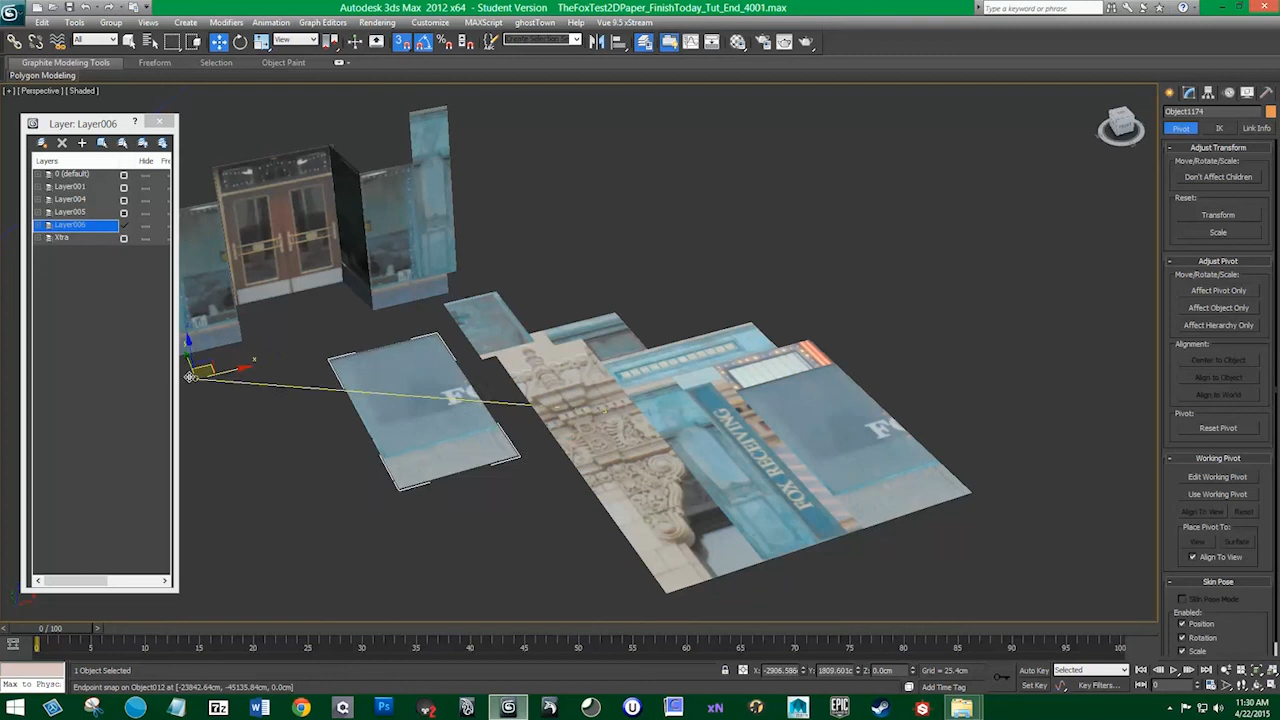 Autodesk 3ds Max 2012 x64 - Student Version TheFoxTest2DPaper_FinishToday_Tut_End_4001.max
Type a keyword or phrase
Edit Tools Group Views Create Modifiers Animation Graph Editors Rendering Customize MAXScript ghostTown Help Vue 9.5xStream
All View
Graphite Modeling Tools Freeform Selection Object Paint
Polygon Modeling
[ + ] [ Perspective ] [ Shaded ]
Layer: Layer006 ?
Layers Hide Fre
0 (default)
Layer001
Layer004
Layer005
Layer006
Xtra
FOX RECEIVING
Object1174
Pivot IK Link Info
Adjust Transform
Move/Rotate/Scale:
Don't Affect Children
Reset:
Transform
Scale
Adjust Pivot
Move/Rotate/Scale:
Affect Pivot Only
Affect Object Only
Affect Hierarchy Only
Alignment:
Center to Object
Align to Object
Align to World
Pivot:
Reset Pivot
Working Pivot
Edit Working Pivot
Use Working Pivot
Align To View Reset
Place Pivot To:
View Surface
Align To View
Skin Pose
Skin Pose Mode
Enabled:
Position
Rotation
Scale
0 / 100
0 5 10 15 20 25 30 35 40 45 50 55 60 65 70 75 80 85 90 95 100
1 Object Selected X: -2906.586 Y: 1809.601c Z: 0.0cm Grid = 25.4cm Auto Key Selected
Max to Physc Endpoint snap on Object012 at [-23842.64cm, -45135.84cm, 0.0cm] Add Time Tag Set Key Key Filters... 0
11:30 AM
4/22/2015